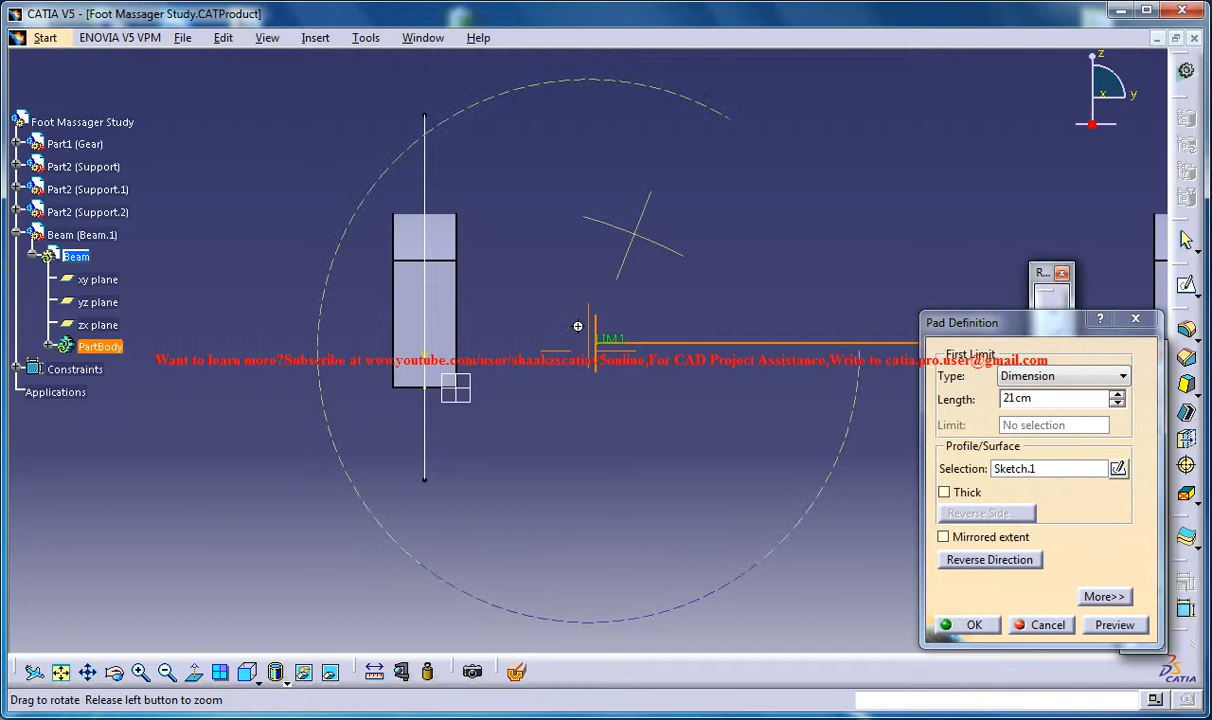 CATIA V5 - [Foot Massager Study.CATProduct]
Start ENOVIA V5 VPM File Edit View Insert Tools Window Help
Foot Massager Study
Part1 (Gear)
Part2 (Support)
Part2 (Support.1)
Part2 (Support.2)
Beam (Beam.1)
Beam
xy plane
yz plane
zx plane
PartBody
Constraints
Applications
z
x y
LIM1
Want to learn more?Subscribe at www.youtube.com/user/shaakzscatiav5online,For CAD Project Assistance,Write to catia.pro.user@gmail.com
R...
Pad Definition
First Limit
Type: Dimension
Length: 21cm
Limit: No selection
Profile/Surface
Selection: Sketch.1
Thick
Reverse Side
Mirrored extent
Reverse Direction
More>>
OK Cancel Preview
CATIA
Drag to rotate Release left button to zoom